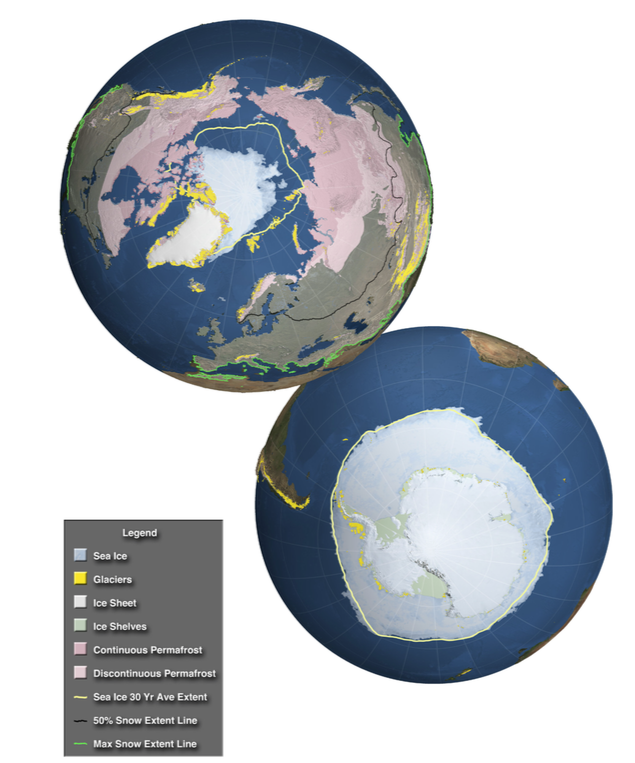 Legend
Sea Ice
Glaciers
Ice Sheet
Ice Shelves
Continuous Permafrost
Discontinuous Permafrost
Sea Ice 30 Yr Ave Extent
50% Snow Extent Line
Max Snow Extent Line